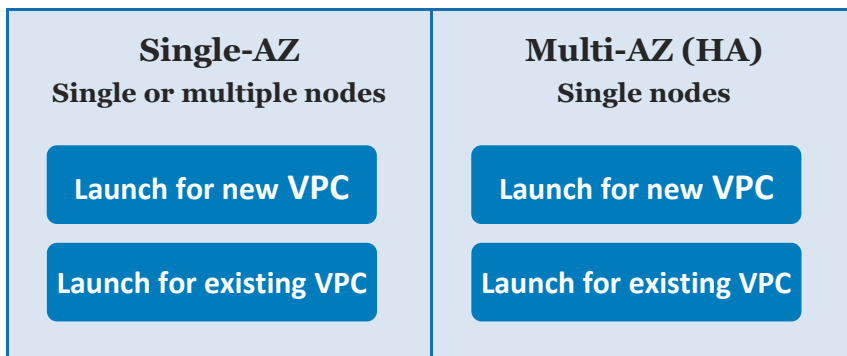 Single-AZ
Single or multiple nodes
Launch for new VPC
Launch for existing VPC
Multi-AZ (HA)
Single nodes
Launch for new VPC
Launch for existing VPC